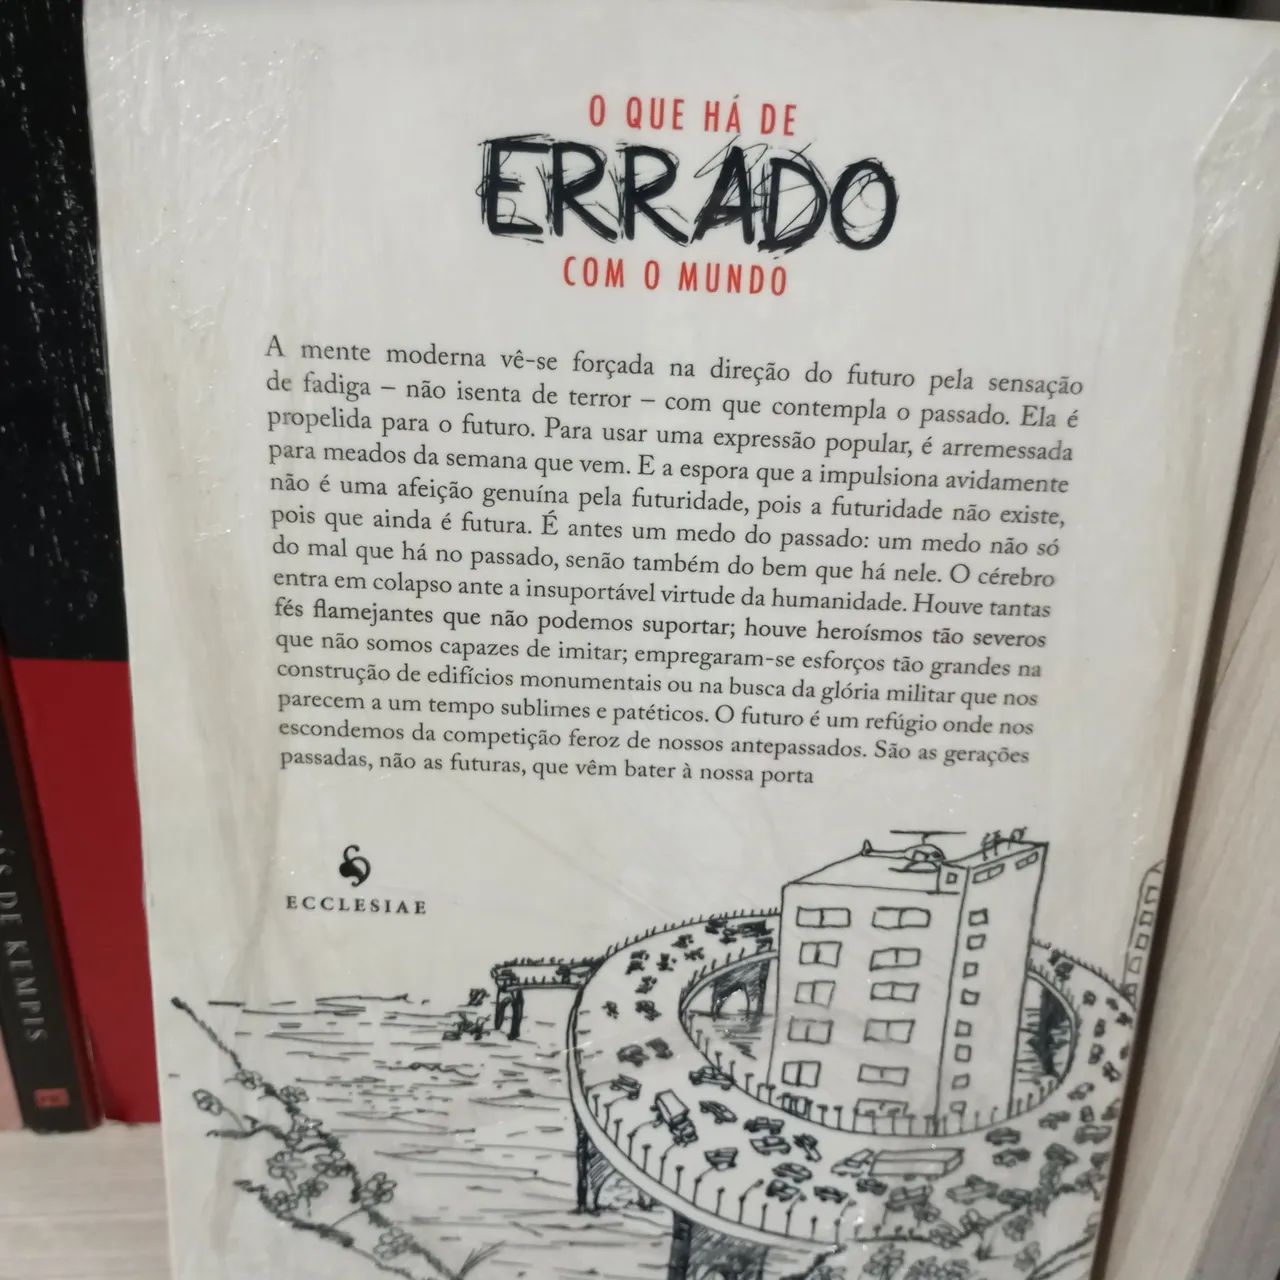 O QUE HÁ DE
ERRADO
COM O MUNDO
A mente moderna vê-se forçada na direção do futuro pela sensação
de fadiga – não isenta de terror – com que contempla o passado. Ela é
propelida para o futuro. Para usar uma expressão popular, é arremessada
para meados da semana que vem. E a espora que a impulsiona avidamente
não é uma afeição genuína pela futuridade, pois a futuridade não existe,
pois que ainda é futura. É antes um medo do passado: um medo não só
do mal que há no passado, senão também do bem que há nele. O cérebro
entra em colapso ante a insuportável virtude da humanidade. Houve tantas
fés flamejantes que não podemos suportar; houve heroísmos tão severos
que não somos capazes de imitar; empregaram-se esforços tão grandes na
construção de edifícios monumentais ou na busca da glória militar que nos
parecem a um tempo sublimes e patéticos. O futuro é um refúgio onde nos
escondemos da competição feroz de nossos antepassados. São as gerações
passadas, não as futuras, que vêm bater à nossa porta
ECCLESIAE
DE KEMPIS